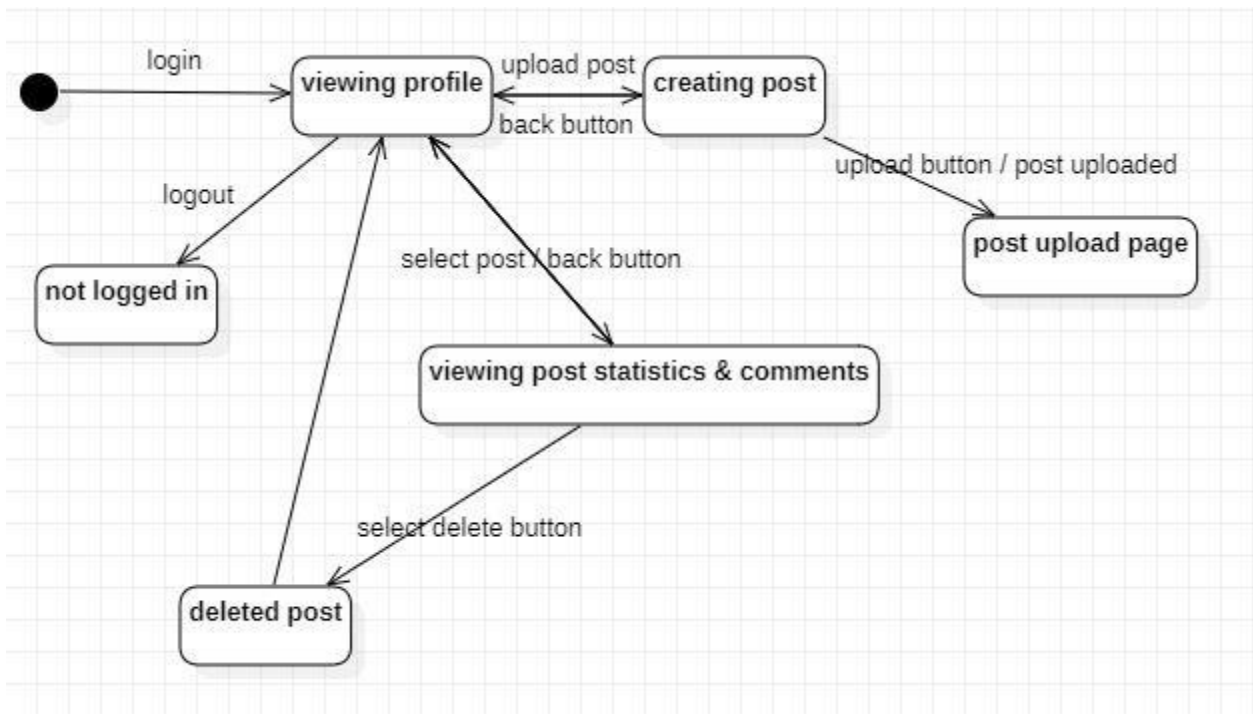 login
viewing profile
upload post
creating post
back button
upload button / post uploaded
logout
post upload page
select post / back button
not logged in
viewing post statistics & comments
select delete button
deleted post